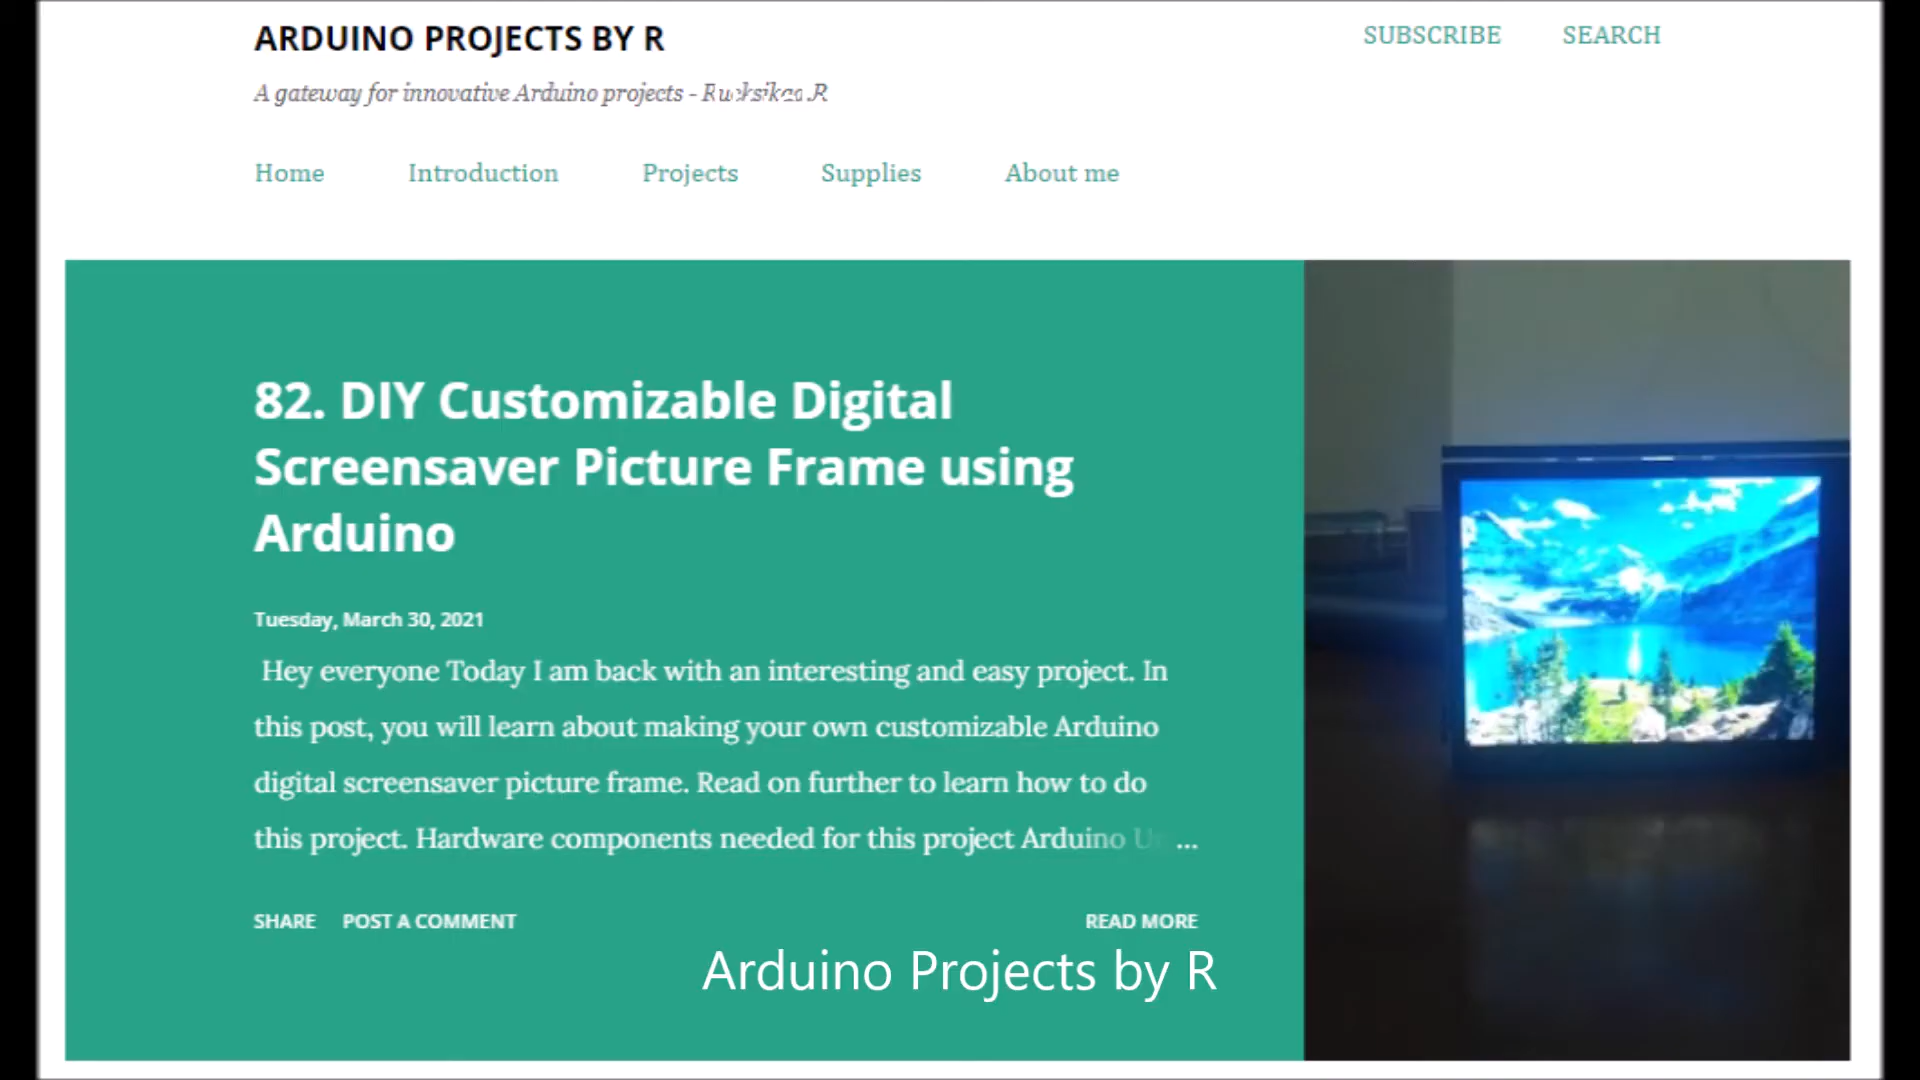 ARDUINO PROJECTS BY R
SUBSCRIBE
SEARCH
A gateway for innovative Arduino projects - R
Home
Introduction
Projects
Supplies
About me
82. DIY Customizable Digital
Screensaver Picture Frame using
Arduino
Tuesday, March 30, 2021
Hey everyone Today I am back with an interesting and easy project. In
this post, you will learn about making your own customizable Arduino
digital screensaver picture frame. Read on further to learn how to do
this project. Hardware components needed for this project Arduino U ...
SHARE
POST A COMMENT
READ MORE
Arduino Projects by R